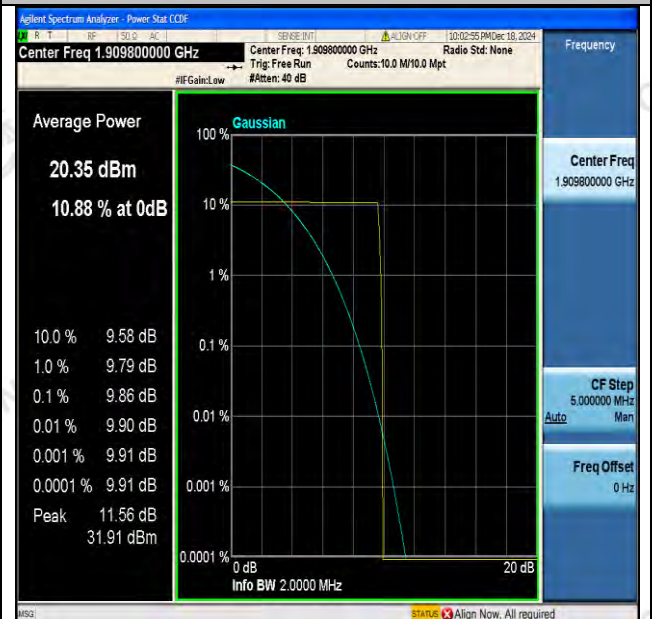 Agilent Spectrum Analyzer - Power Stat CCDF
R T RF 50 Ω AC SENSE:INT ALIGN OFF 10:02:55 PM Dec 18, 2024
Center Freq 1.909800000 GHz
Center Freq: 1.909800000 GHz Radio Std: None
Trig: Free Run Counts:10.0 M/10.0 Mpt
#IFGain:Low #Atten: 40 dB
Frequency
Average Power
20.35 dBm
10.88 % at 0dB
10.0 % 9.58 dB
1.0 % 9.79 dB
0.1 % 9.86 dB
0.01 % 9.90 dB
0.001 % 9.91 dB
0.0001 % 9.91 dB
Peak 11.56 dB
31.91 dBm
Gaussian
100 %
10 %
1 %
0.1 %
0.01 %
0.001 %
0.0001 %
0 dB 20 dB
Info BW 2.0000 MHz
Center Freq
1.909800000 GHz
CF Step
5.000000 MHz
Auto Man
Freq Offset
0 Hz
MSG STATUS Align Now, All required